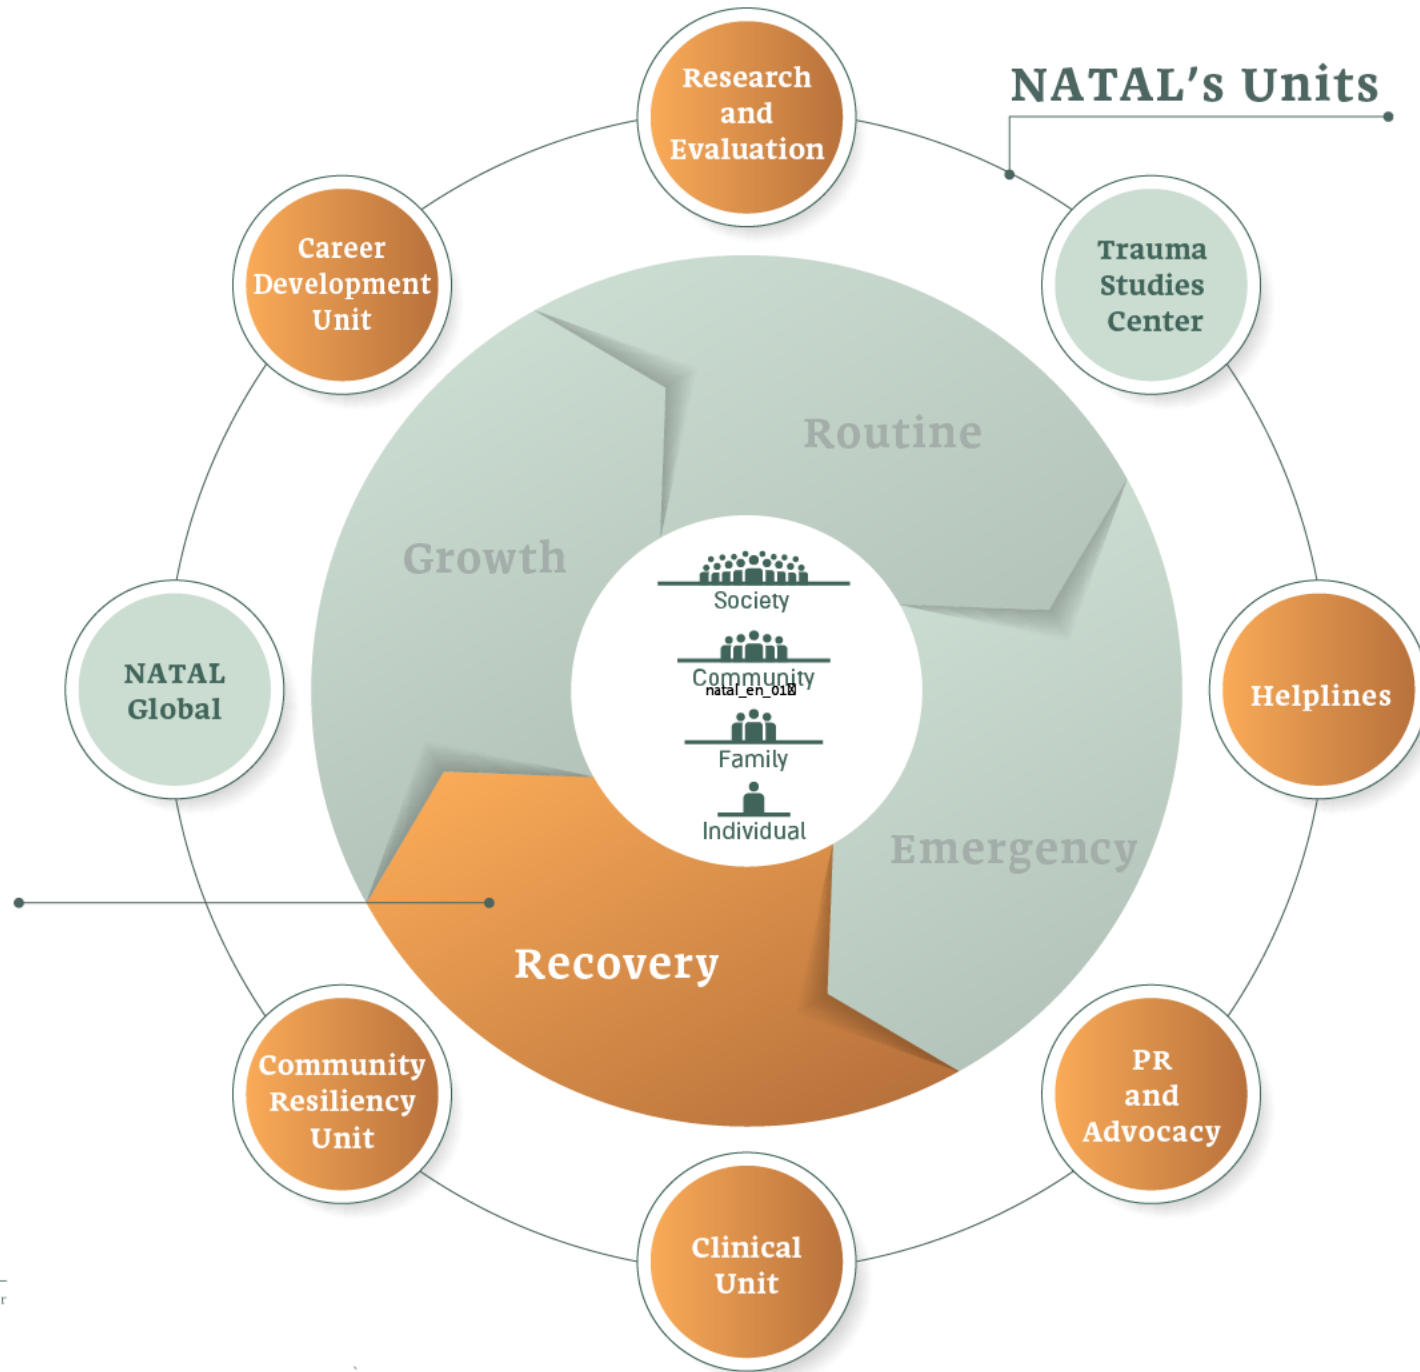 NATAL's Units
Research
and
Evaluation
Trauma
Studies
Center
Career
Development
Unit
Routine
Growth
Society
Community
natal_en_01
Family
Individual
NATAL
Global
Helplines
Emergency
Recovery
Community
Resiliency
Unit
PR
and
Advocacy
Clinical
Unit
r